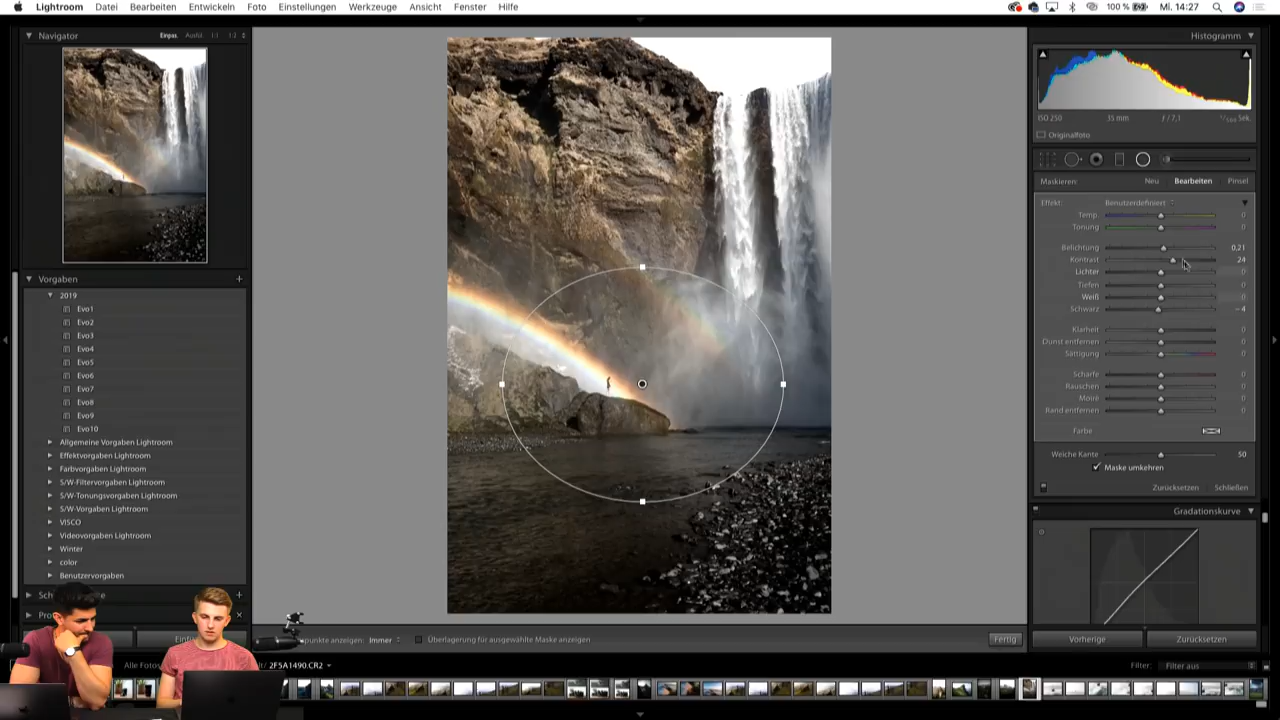 Lightroom Datei Bearbeiten Entwickeln Foto Einstellungen Werkzeuge Ansicht Fenster Hilfe 100 % Mi. 14:27
Navigator Einpas. Ausfül. 1:1 1:2
Histogramm
ISO 250 35 mm ƒ / 7,1 Sek.
Originalfoto
Maskieren: Neu Bearbeiten Pinsel
Effekt: Benutzerdefiniert
Temp. 0
Tonung 0
Belichtung 0,21
Kontrast 24
Lichter 0
Tiefen 0
Weiß 0
Schwarz – 4
Klarheit 0
Dunst entfernen 0
Sättigung 0
Schärfe 0
Rauschen 0
Moiré 0
Rand entfernen 0
Farbe
Weiche Kante 50
Maske umkehren
Zurücksetzen Schließen
Gradationskurve
Vorherige Zurücksetzen
Vorgaben +
2019
Evo1
Evo2
Evo3
Evo4
Evo5
Evo6
Evo7
Evo8
Evo9
Evo10
Allgemeine Vorgaben Lightroom
Effektvorgaben Lightroom
Farbvorgaben Lightroom
S/W-Filtervorgaben Lightroom
S/W-Tonungsvorgaben Lightroom
S/W-Vorgaben Lightroom
VISCO
Videovorgaben Lightroom
Winter
color
Benutzervorgaben
punkte anzeigen: Immer Überlagerung für ausgewählte Maske anzeigen Fertig
Alle Fotos 2F5A1490.CR2 Filter: Filter aus